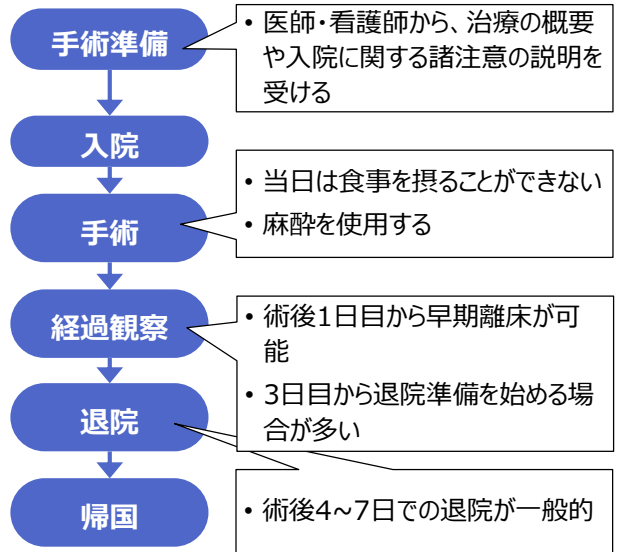 手術準備
• 医師・看護師から、治療の概要
や入院に関する諸注意の説明を
受ける
入院
• 当日は食事を摂ることができない
• 麻酔を使用する
手術
経過観察
• 術後1日目から早期離床が可
能
• 3日目から退院準備を始める場
合が多い
退院
• 術後4~7日での退院が一般的
帰国